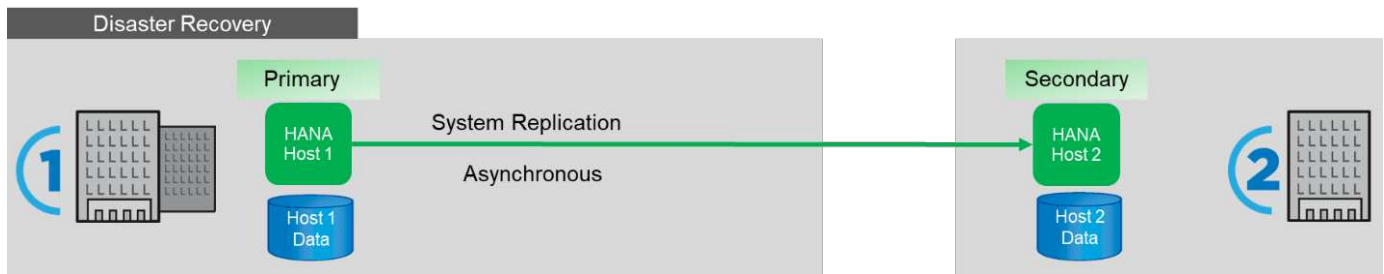 Disaster Recovery
Primary
Secondary
1
HANA
Host 1
System Replication
Asynchronous
HANA
Host 2
2
Host 1
Data
Host 2
Data